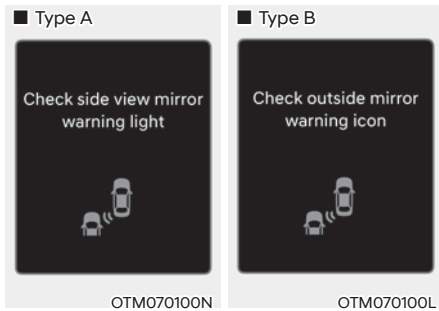 ■ Type A
Check side view mirror
warning light
OTM070100N
■ Type B
Check outside mirror
warning icon
OTM070100L